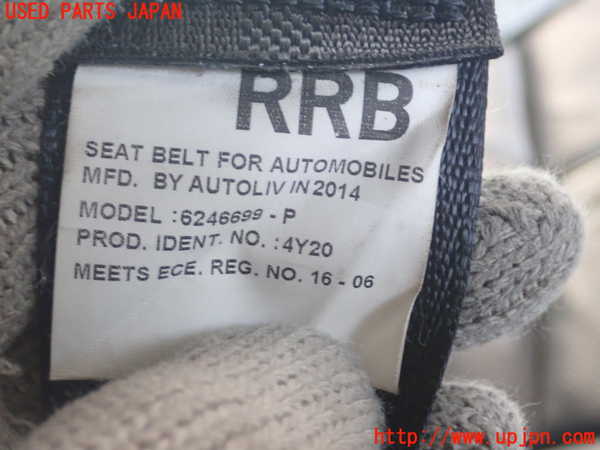 USED PARTS JAPAN
RRB
SEAT BELT FOR AUTOMOBILES
MFD. BY AUTOLIV IN 2014
MODEL :6246699-P
PROD. IDENT. NO. :4Y20
MEETS ECE. REG. NO. 16-06
http://www.upjpn.com/